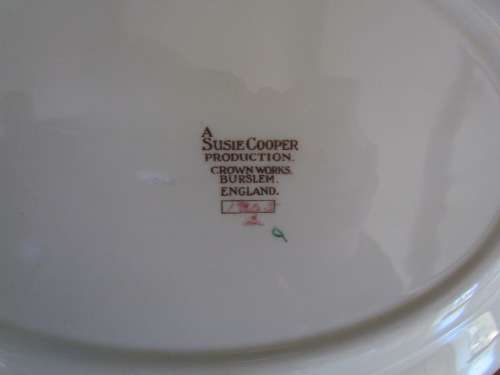 A
SUSIE COOPER
PRODUCTION.
CROWN WORKS.
BURSLEM.
ENGLAND.